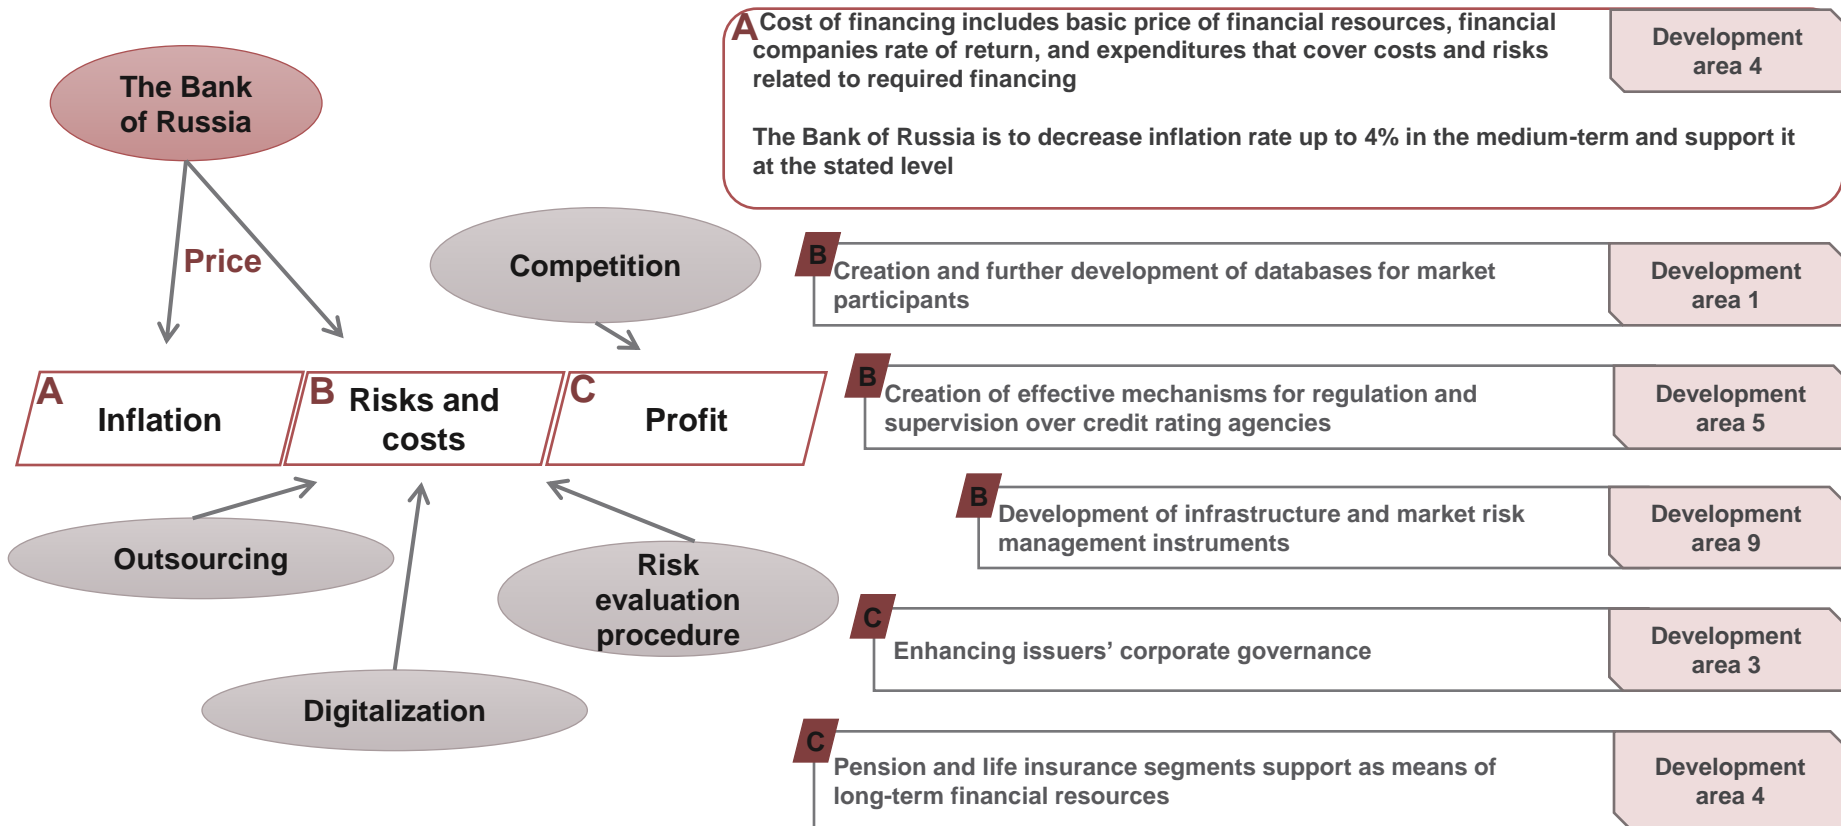 The Bank
of Russia
Price
Competition
A
Inflation
B
Risks and
costs
C
Profit
Outsourcing
Digitalization
Risk
evaluation
procedure
A
Cost of financing includes basic price of financial resources, financial
companies rate of return, and expenditures that cover costs and risks
related to required financing
The Bank of Russia is to decrease inflation rate up to 4% in the medium-term and support it
at the stated level
Development
area 4
B
Creation and further development of databases for market
participants
Development
area 1
B
Creation of effective mechanisms for regulation and
supervision over credit rating agencies
Development
area 5
B
Development of infrastructure and market risk
management instruments
Development
area 9
C
Enhancing issuers’ corporate governance
Development
area 3
C
Pension and life insurance segments support as means of
long-term financial resources
Development
area 4